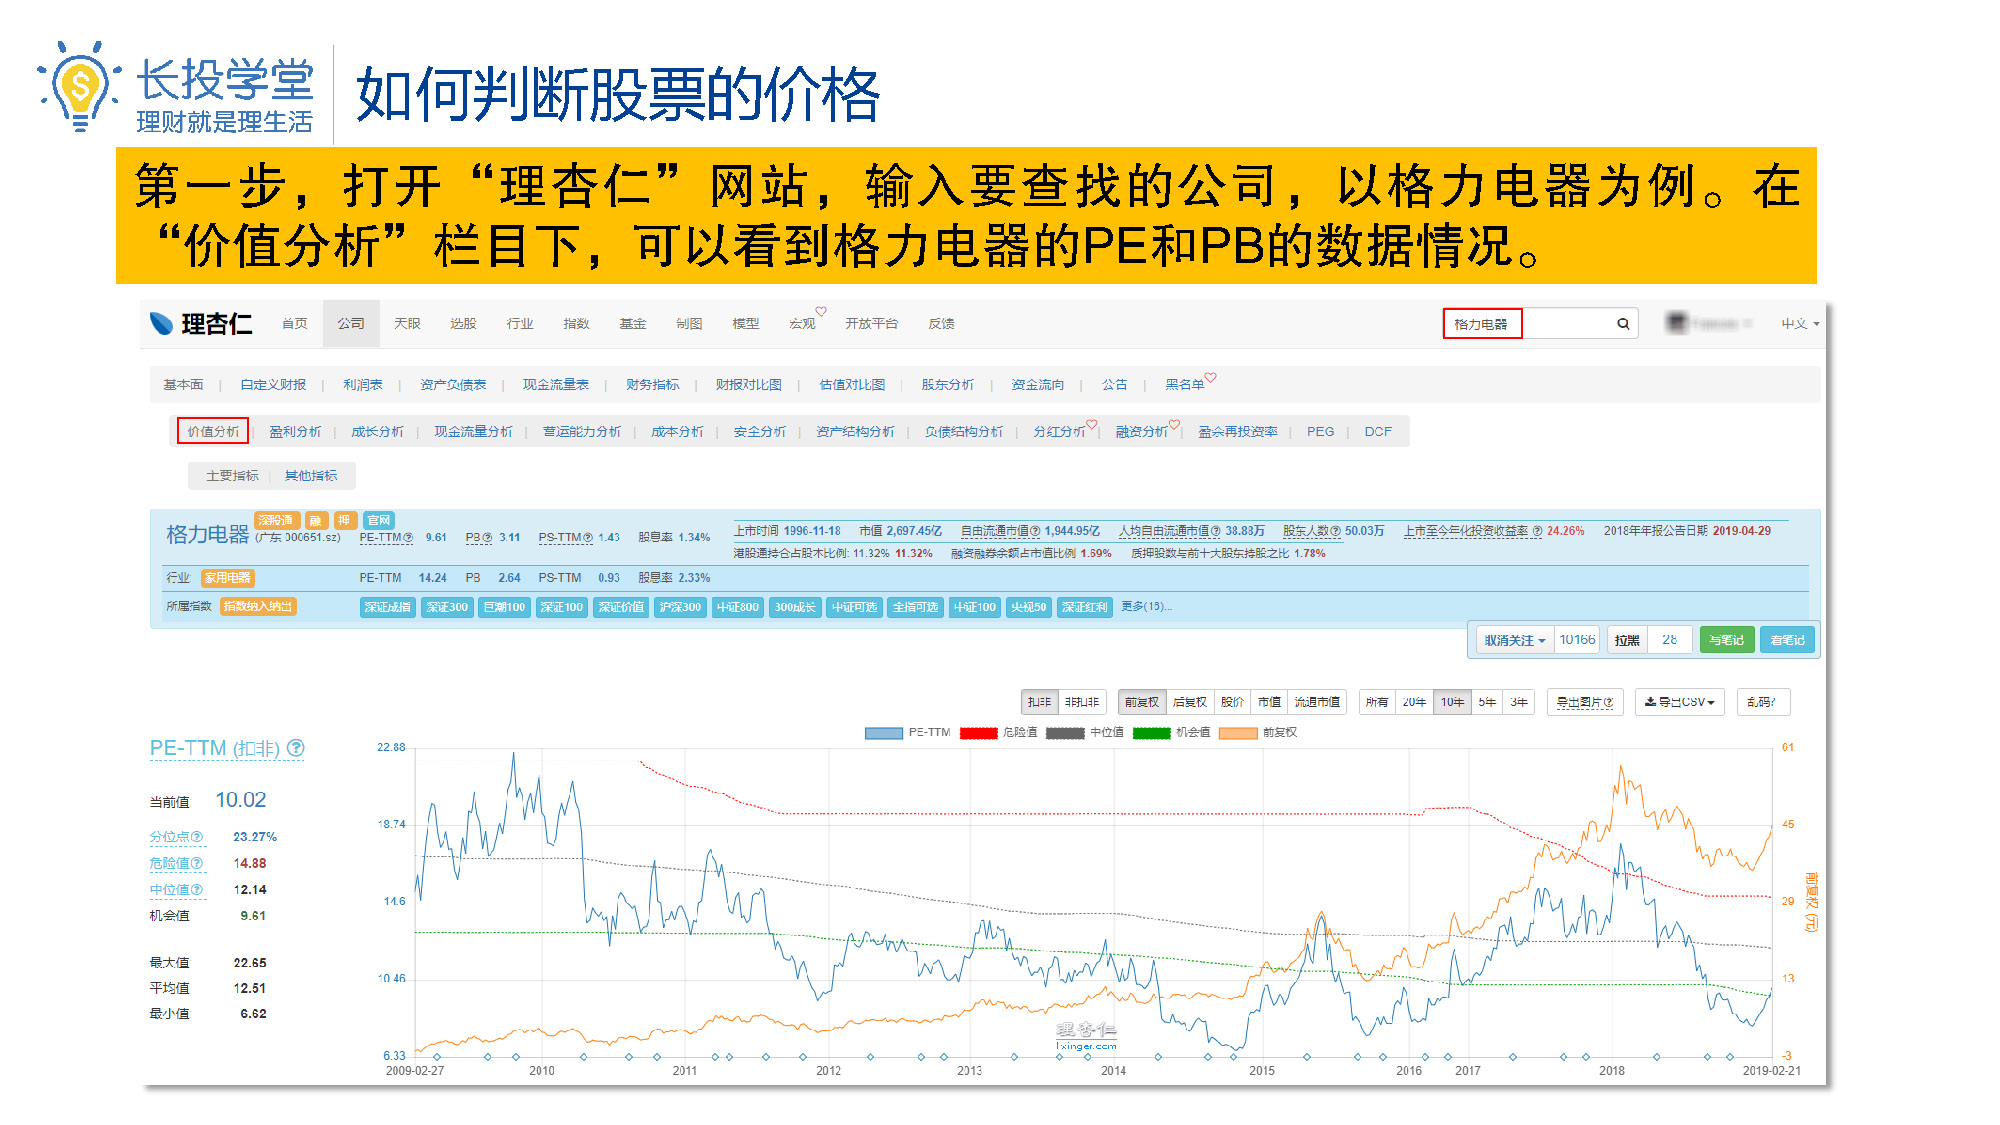 长投学堂
理财就是理生活
如何判断股票的价格
第一步，打开“理杏仁”网站，输入要查找的公司，以格力电器为例。在
“价值分析”栏目下，可以看到格力电器的PE和PB的数据情况。
理杏仁 首页 公司 天眼 选股 行业 指数 基金 制图 模型 宏观 开放平台 反馈 格力电器 中文
基本面 | 自定义财报 | 利润表 | 资产负债表 | 现金流量表 | 财务指标 | 财报对比图 | 估值对比图 | 股东分析 | 资金流向 | 公告 | 黑名单
价值分析 | 盈利分析 | 成长分析 | 现金流量分析 | 营运能力分析 | 成本分析 | 安全分析 | 资产结构分析 | 负债结构分析 | 分红分析 | 融资分析 | 盈余再投资率 | PEG | DCF
主要指标 | 其他指标
格力电器 深股通 融 押 官网
(广东 000651.sz) PE-TTM 9.61 PB 3.11 PS-TTM 1.43 股息率 1.34%
上市时间 1996-11-18 市值 2,697.45亿 自由流通市值 1,944.95亿 人均自由流通市值 38.88万 股东人数 50.03万 上市至今年化投资收益率 24.26% 2018年年报公告日期 2019-04-29
港股通持仓占股本比例: 11.32% 11.32% 融资融券余额占市值比例 1.69% 质押股数与前十大股东持股之比 1.78%
行业: 家用电器 PE-TTM 14.24 PB 2.64 PS-TTM 0.93 股息率 2.33%
所属指数 指数纳入纳出 深证成指 深证300 巨潮100 深证100 深证价值 沪深300 中证800 300成长 中证可选 全指可选 中证100 央视50 深证红利 更多(16)...
取消关注 10166 拉黑 28 写笔记 看笔记
扣非 非扣非 前复权 后复权 股价 市值 流通市值 所有 20年 10年 5年 3年 导出图片 导出CSV 乱码?
PE-TTM 危险值 中位值 机会值 前复权
PE-TTM (扣非)
当前值 10.02
分位点 23.27%
危险值 14.88
中位值 12.14
机会值 9.61
最大值 22.65
平均值 12.51
最小值 6.62
22.88
18.74
14.6
10.46
6.33
61
45
29
13
-3
前复权 (元)
理杏仁
lxinger.com
2009-02-27 2010 2011 2012 2013 2014 2015 2016 2017 2018 2019-02-21